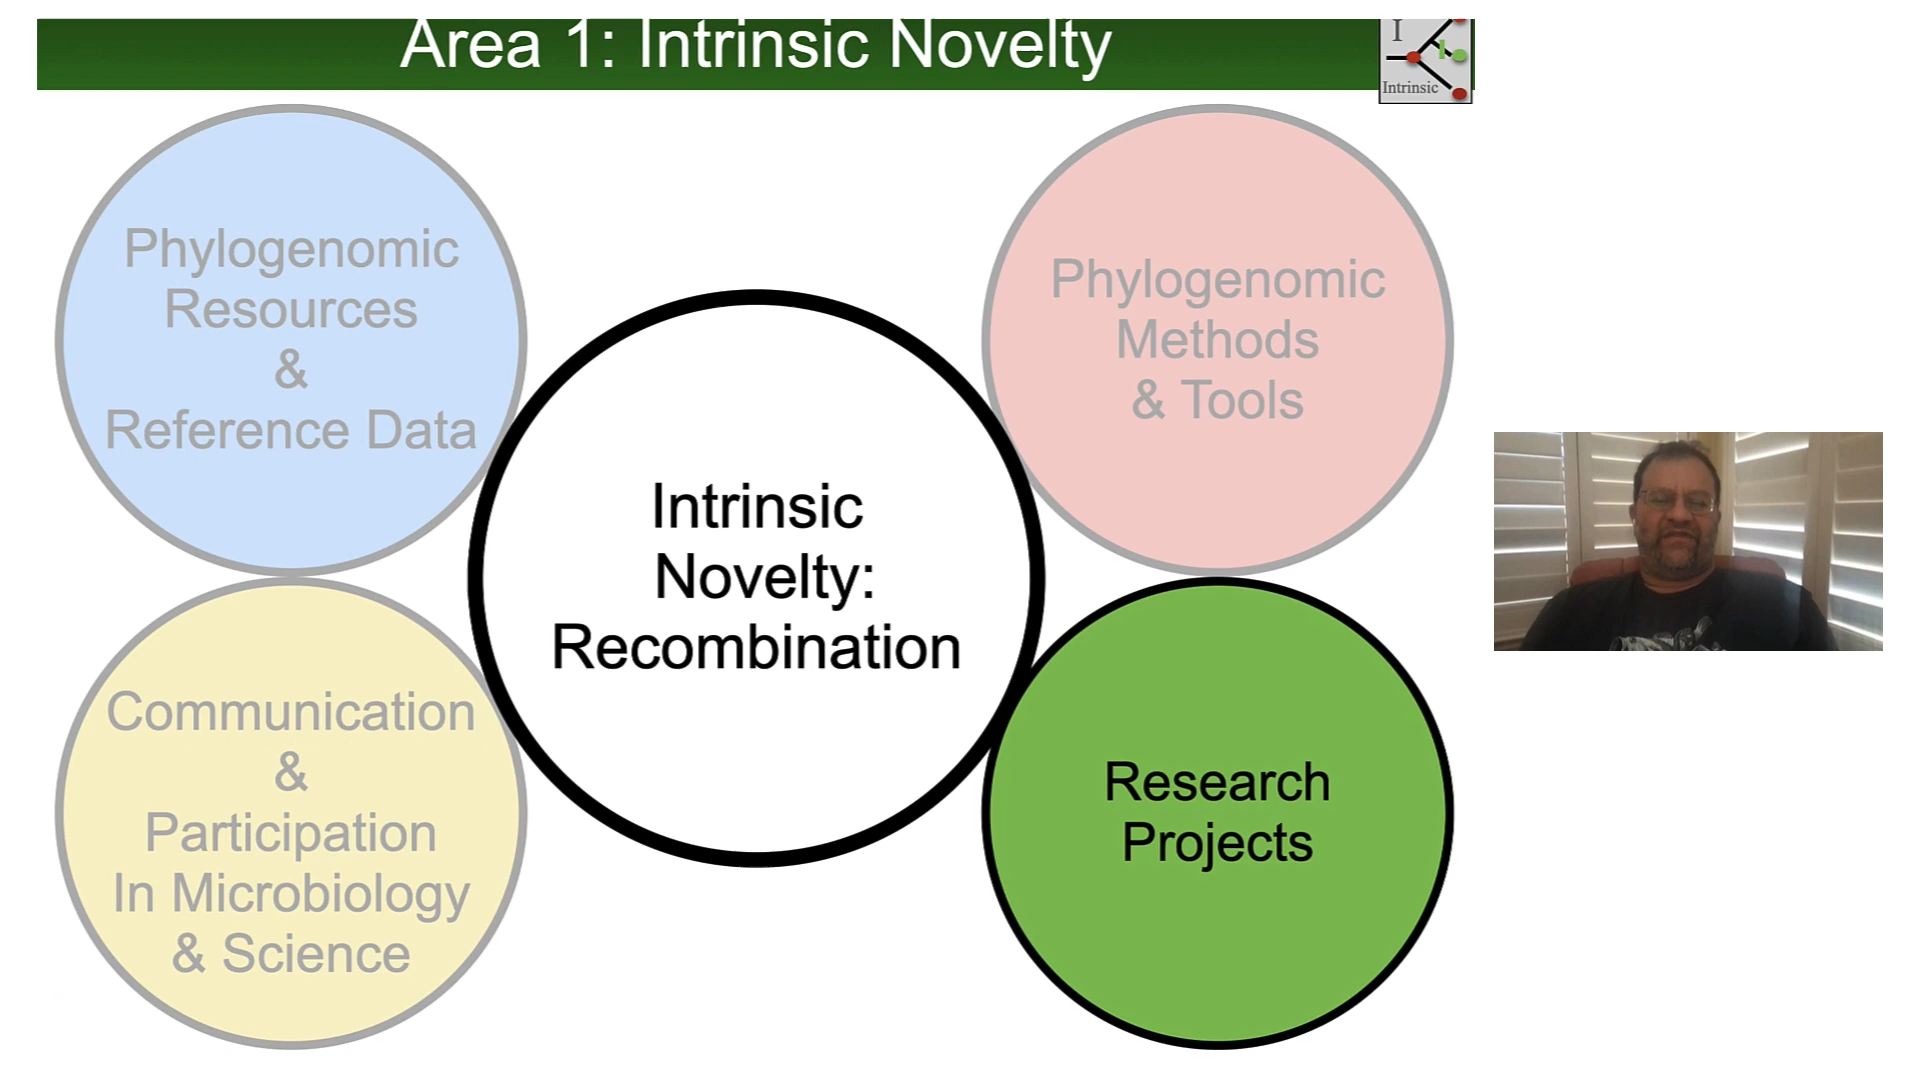 Area 1: Intrinsic Novelty
I
I
Intrinsic
Phylogenomic
Resources
&
Reference Data
Phylogenomic
Methods
& Tools
Intrinsic
Novelty:
Recombination
Communication
&
Participation
In Microbiology
& Science
Research
Projects